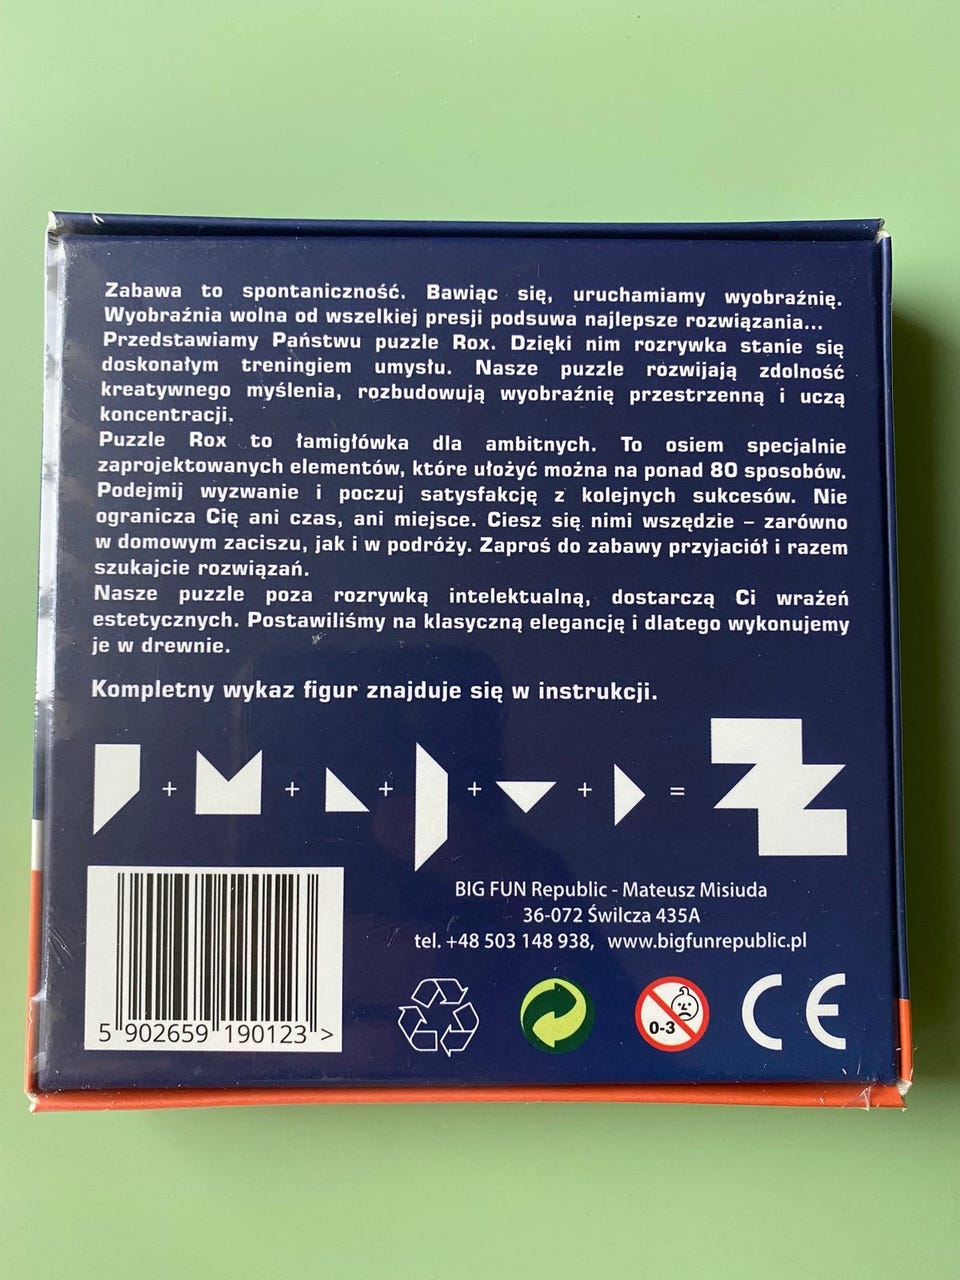 Zabawa to spontaniczność. Bawiąc się, uruchamiamy wyobraźnię.
Wyobraźnia wolna od wszelkiej presji podsuwa najlepsze rozwiązania...
Przedstawiamy Państwu puzzle Rox. Dzięki nim rozrywka stanie się
doskonałym treningiem umysłu. Nasze puzzle rozwijają zdolność
kreatywnego myślenia, rozbudowują wyobraźnię przestrzenną i uczą
koncentracji.
Puzzle Rox to łamigłówka dla ambitnych. To osiem specjalnie
zaprojektowanych elementów, które ułożyć można na ponad 80 sposobów.
Podejmij wyzwanie i poczuj satysfakcję z kolejnych sukcesów. Nie
ogranicza Cię ani czas, ani miejsce. Ciesz się nimi wszędzie – zarówno
w domowym zaciszu, jak i w podróży. Zaproś do zabawy przyjaciół i razem
szukajcie rozwiązań.
Nasze puzzle poza rozrywką intelektualną, dostarczą Ci wrażeń
estetycznych. Postawiliśmy na klasyczną elegancję i dlatego wykonujemy
je w drewnie.
Kompletny wykaz figur znajduje się w instrukcji.
+ + + + + =
BIG FUN Republic - Mateusz Misiuda
36-072 Świlcza 435A
tel. +48 503 148 938, www.bigfunrepublic.pl
5 902659 190123 >
0-3
CE